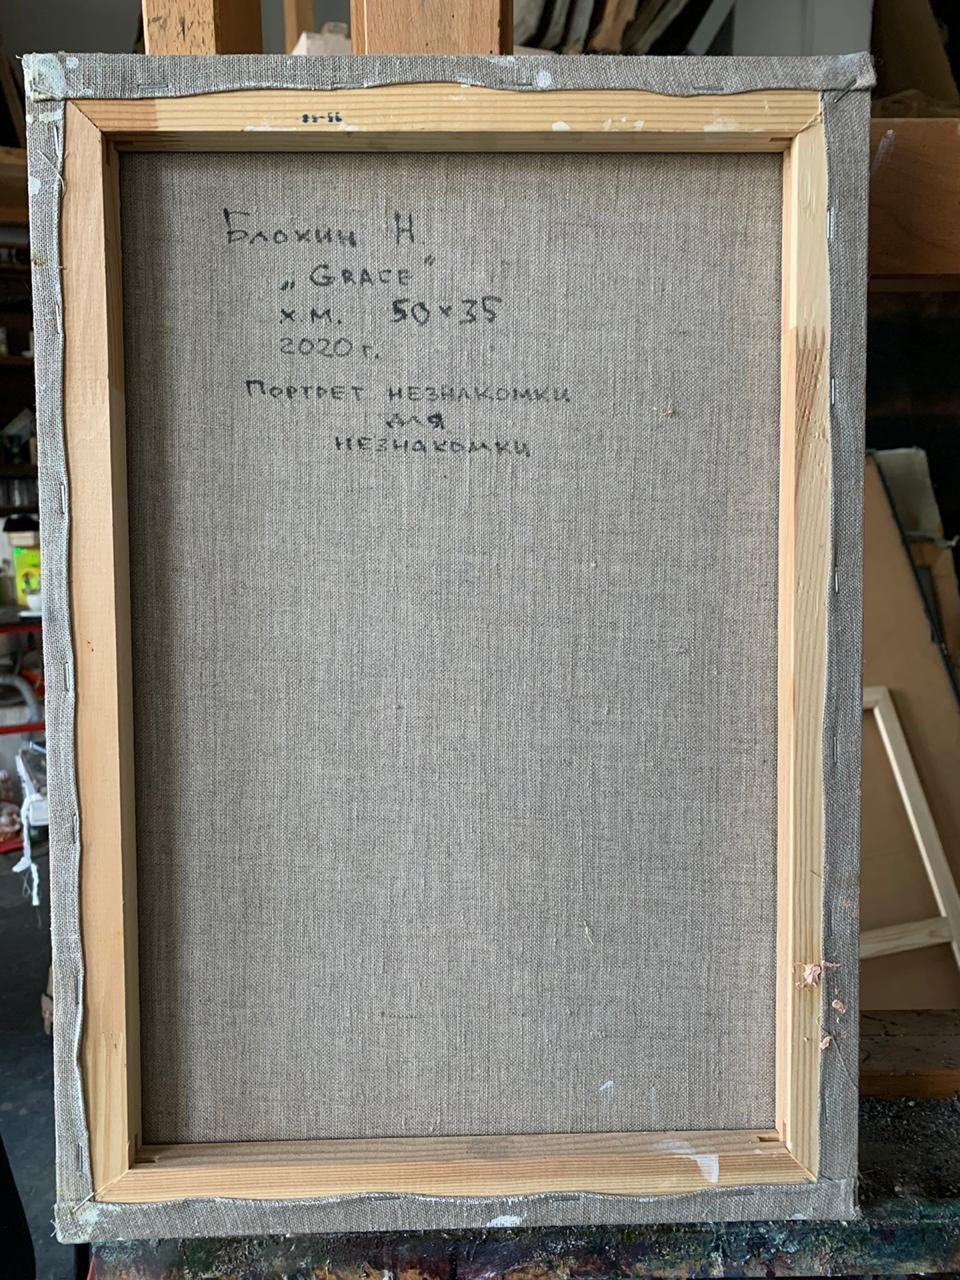 Блохин Н.
„GRACE"
х.м. 50×35
2020 г.
Портрет незнакомки
для
незнакомки